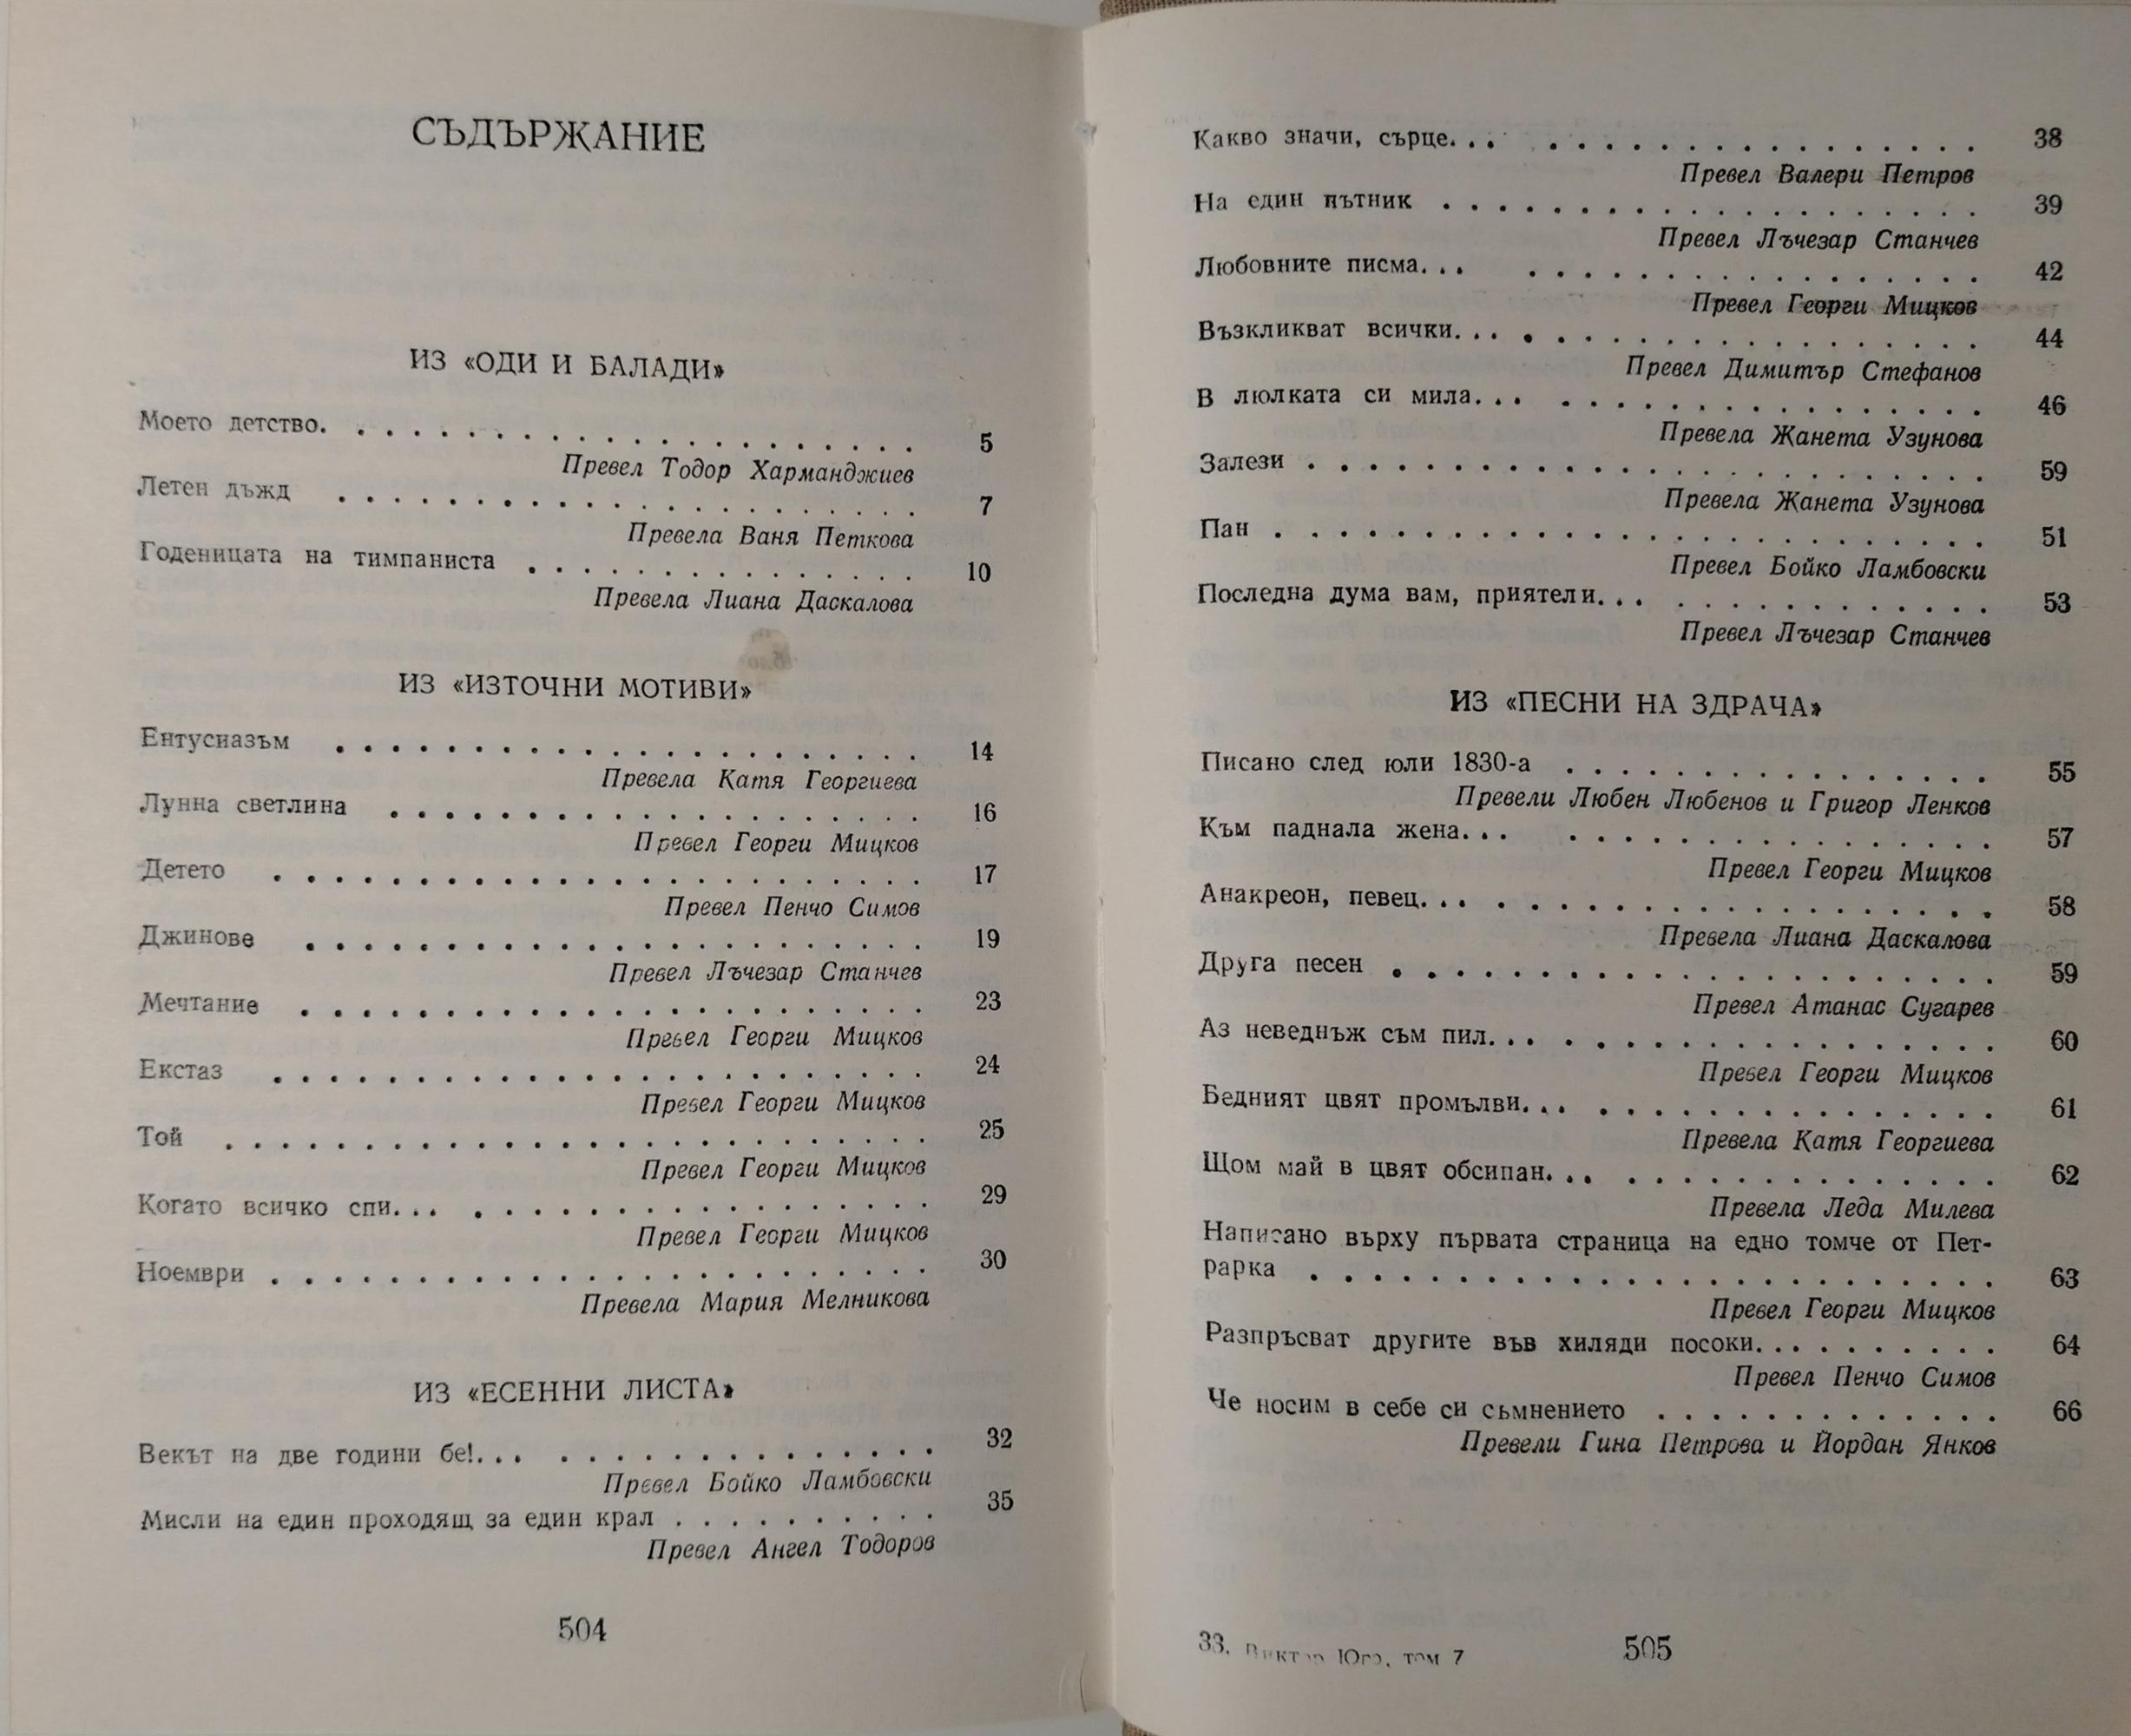 СЪДЪРЖАНИЕ
ИЗ «ОДИ И БАЛАДИ»
Моето детство. . . . . . . . . . . . . . . . . . . . . . 5
Превел Тодор Харманджиев
Летен дъжд . . . . . . . . . . . . . . . . . . . . . 7
Превела Ваня Петкова
Годеницата на тимпаниста . . . . . . . . . . . . . . 10
Превела Лиана Даскалова
ИЗ «ИЗТОЧНИ МОТИВИ»
Ентусиазъм . . . . . . . . . . . . . . . . . . . . . 14
Превела Катя Георгиева
Лунна светлина . . . . . . . . . . . . . . . . . . . 16
Превел Георги Мицков
Детето . . . . . . . . . . . . . . . . . . . . . . . 17
Превел Пенчо Симов
Джинове . . . . . . . . . . . . . . . . . . . . . . 19
Превел Лъчезар Станчев
Мечтание . . . . . . . . . . . . . . . . . . . . . . 23
Превел Георги Мицков
Екстаз . . . . . . . . . . . . . . . . . . . . . . . 24
Превел Георги Мицков
Той . . . . . . . . . . . . . . . . . . . . . . . . . 25
Превел Георги Мицков
Когато всичко спи. . . . . . . . . . . . . . . . . . . 29
Превел Георги Мицков
Ноември . . . . . . . . . . . . . . . . . . . . . . . 30
Превела Мария Мелникова
ИЗ «ЕСЕННИ ЛИСТА»
Векът на две години бе!. . . . . . . . . . . . . . . . 32
Превел Бойко Ламбовски
Мисли на един проходящ за един крал . . . . . . . . . . 35
Превел Ангел Тодоров
504
Какво значи, сърце. . . . . . . . . . . . . . . . . . . 38
Превел Валери Петров
На един пътник . . . . . . . . . . . . . . . . . . . . 39
Превел Лъчезар Станчев
Любовните писма. . . . . . . . . . . . . . . . . . . . 42
Превел Георги Мицков
Възкликват всички. . . . . . . . . . . . . . . . . . . . 44
Превел Димитър Стефанов
В люлката си мила. . . . . . . . . . . . . . . . . . . 46
Превела Жанета Узунова
Залези . . . . . . . . . . . . . . . . . . . . . . . . . 59
Превела Жанета Узунова
Пан . . . . . . . . . . . . . . . . . . . . . . . . . . 51
Превел Бойко Ламбовски
Последна дума вам, приятели. . . . . . . . . . . . . . . 53
Превел Лъчезар Станчев
ИЗ «ПЕСНИ НА ЗДРАЧА»
Писано след юли 1830-а . . . . . . . . . . . . . . . . 55
Превели Любен Любенов и Григор Ленков
Към паднала жена. . . . . . . . . . . . . . . . . . . 57
Превел Георги Мицков
Анакреон, певец. . . . . . . . . . . . . . . . . . . . . 58
Превела Лиана Даскалова
Друга песен . . . . . . . . . . . . . . . . . . . . . . 59
Превел Атанас Сугарев
Аз неведнъж съм пил. . . . . . . . . . . . . . . . . . . 60
Превел Георги Мицков
Бедният цвят промълви. . . . . . . . . . . . . . . . . . 61
Превела Катя Георгиева
Щом май в цвят обсипан. . . . . . . . . . . . . . . . . 62
Превела Леда Милева
Написано върху първата страница на едно томче от Пет-
рарка . . . . . . . . . . . . . . . . . . . . . . . . . 63
Превел Георги Мицков
Разпръсват другите във хиляди посоки. . . . . . . . . . 64
Превел Пенчо Симов
Че носим в себе си съмнението . . . . . . . . . . . . . 66
Превели Гина Петрова и Йордан Янков
33. Виктор Юго, том 7
505